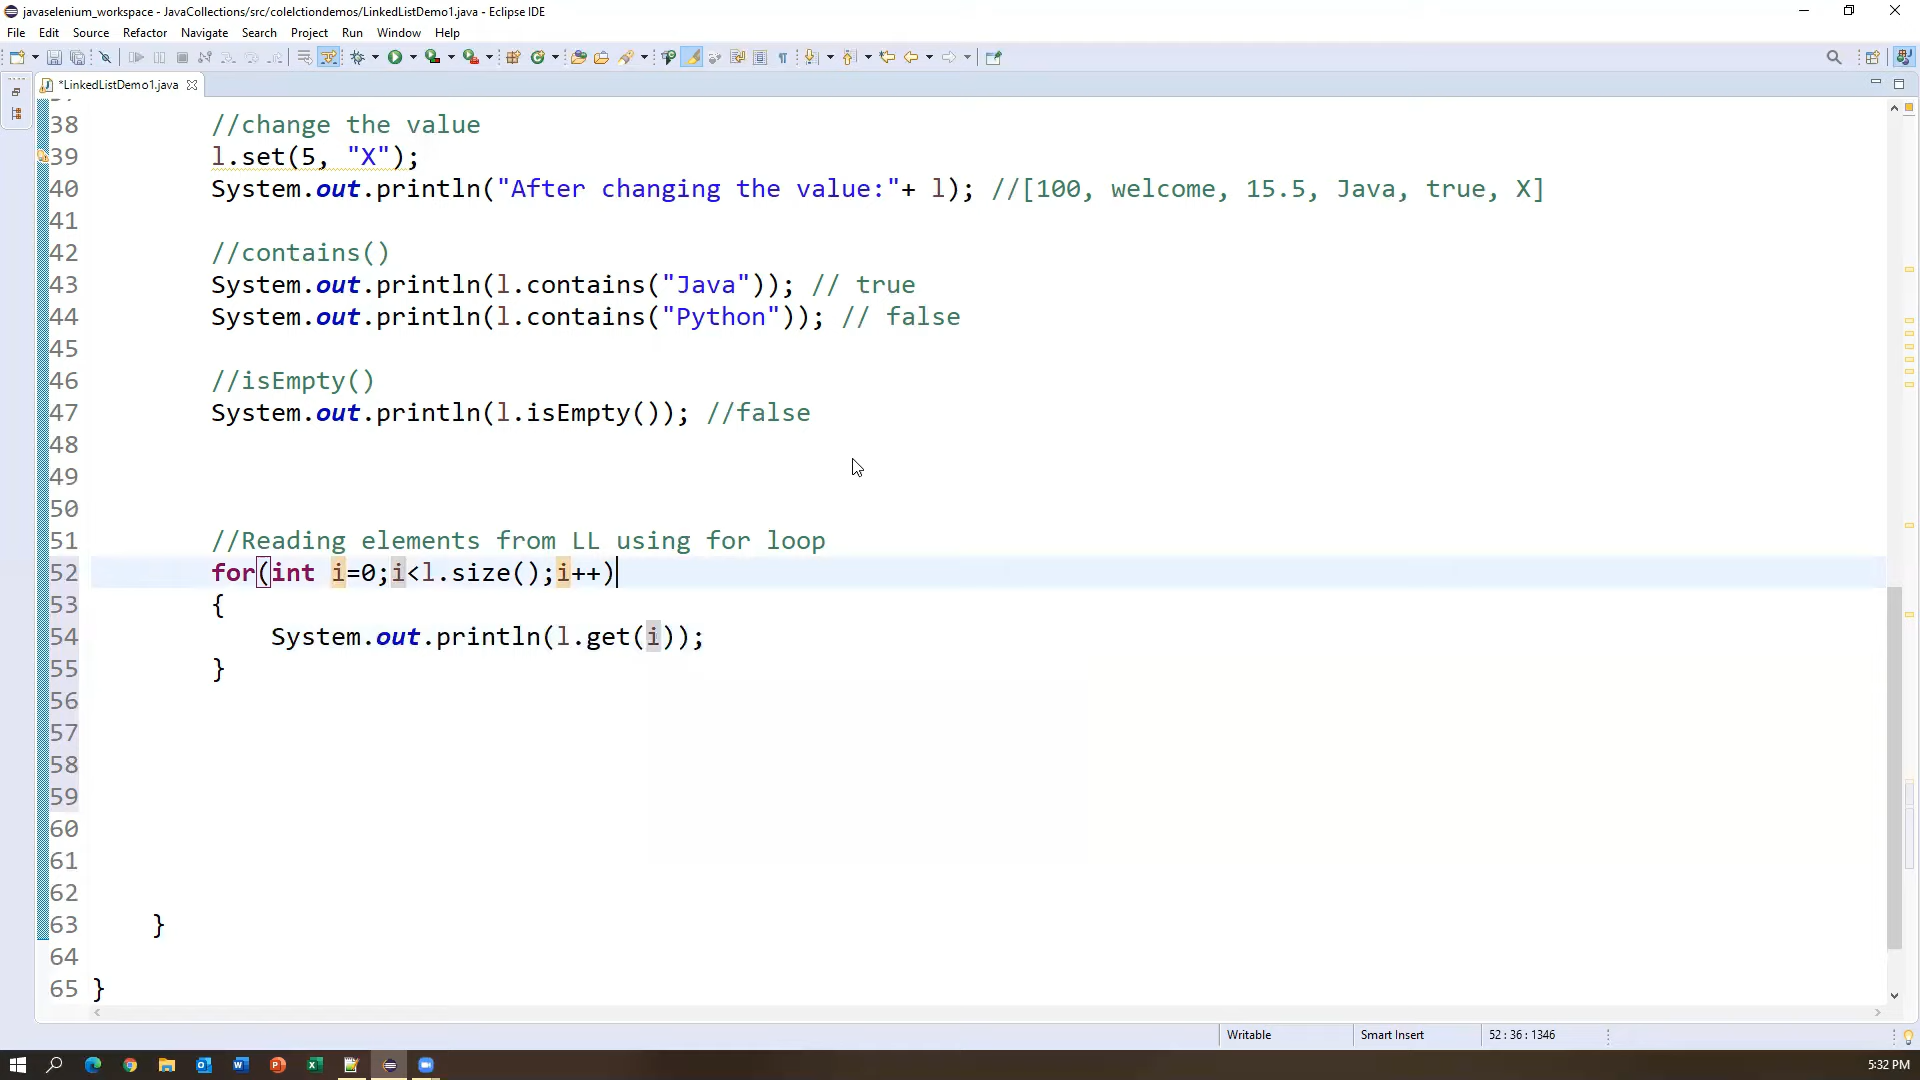 javaselenium_workspace - JavaCollections/src/colelctiondemos/LinkedListDemo1.java - Eclipse IDE
File Edit Source Refactor Navigate Search Project Run Window Help
*LinkedListDemo1.java
38 //change the value
39 l.set(5, "X");
40 System.out.println("After changing the value:"+ l); //[100, welcome, 15.5, Java, true, X]
41
42 //contains()
43 System.out.println(l.contains("Java")); // true
44 System.out.println(l.contains("Python")); // false
45
46 //isEmpty()
47 System.out.println(l.isEmpty()); //false
48
49
50
51 //Reading elements from LL using for loop
52 for(int i=0;i<l.size();i++)
53 {
54 System.out.println(l.get(i));
55 }
56
57
58
59
60
61
62
63 }
64
65 }
Writable Smart Insert 52 : 36 : 1346
5:32 PM